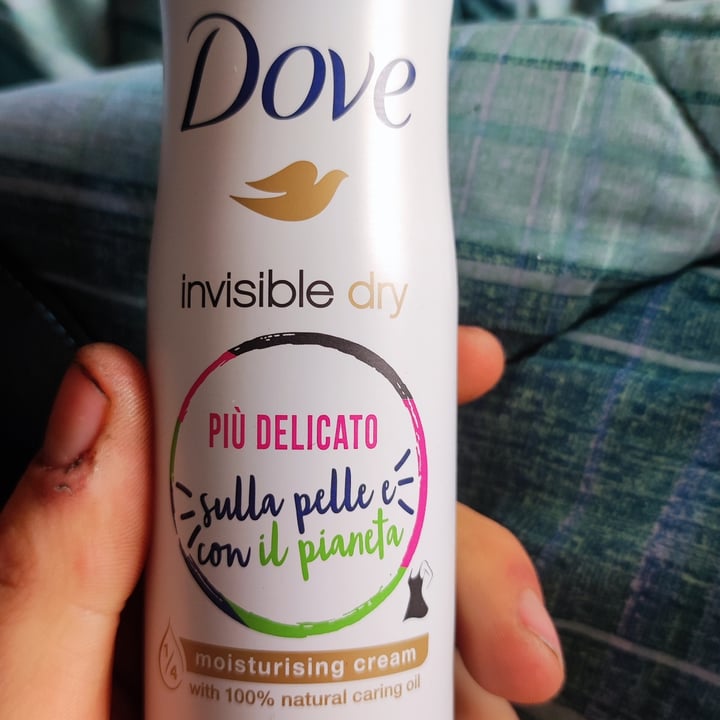 Dove
invisible dry
PIÙ DELICATO
sulla pelle e
con il pianeta
1/4
moisturising cream
with 100% natural caring oil